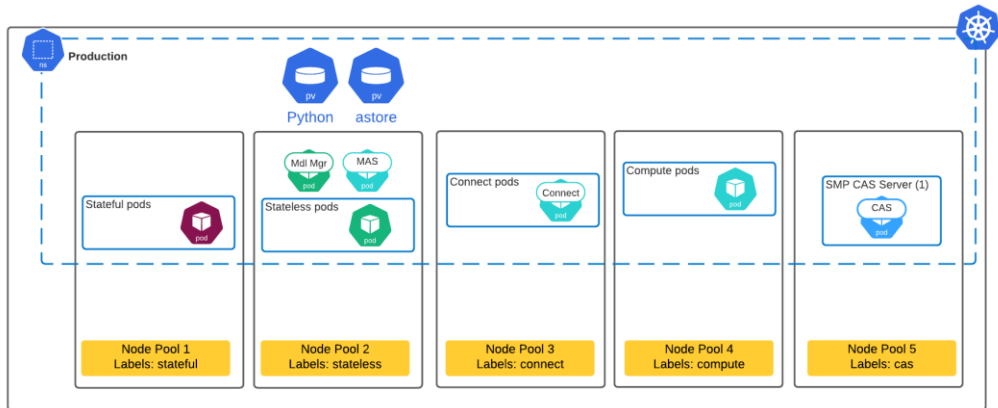 ns
Production
pv
pv
Python
astore
Stateful pods
pod
Mdl Mgr
pod
MAS
pod
Stateless pods
pod
Connect pods
Connect
pod
Compute pods
pod
SMP CAS Server (1)
CAS
pod
Node Pool 1
Labels: stateful
Node Pool 2
Labels: stateless
Node Pool 3
Labels: connect
Node Pool 4
Labels: compute
Node Pool 5
Labels: cas